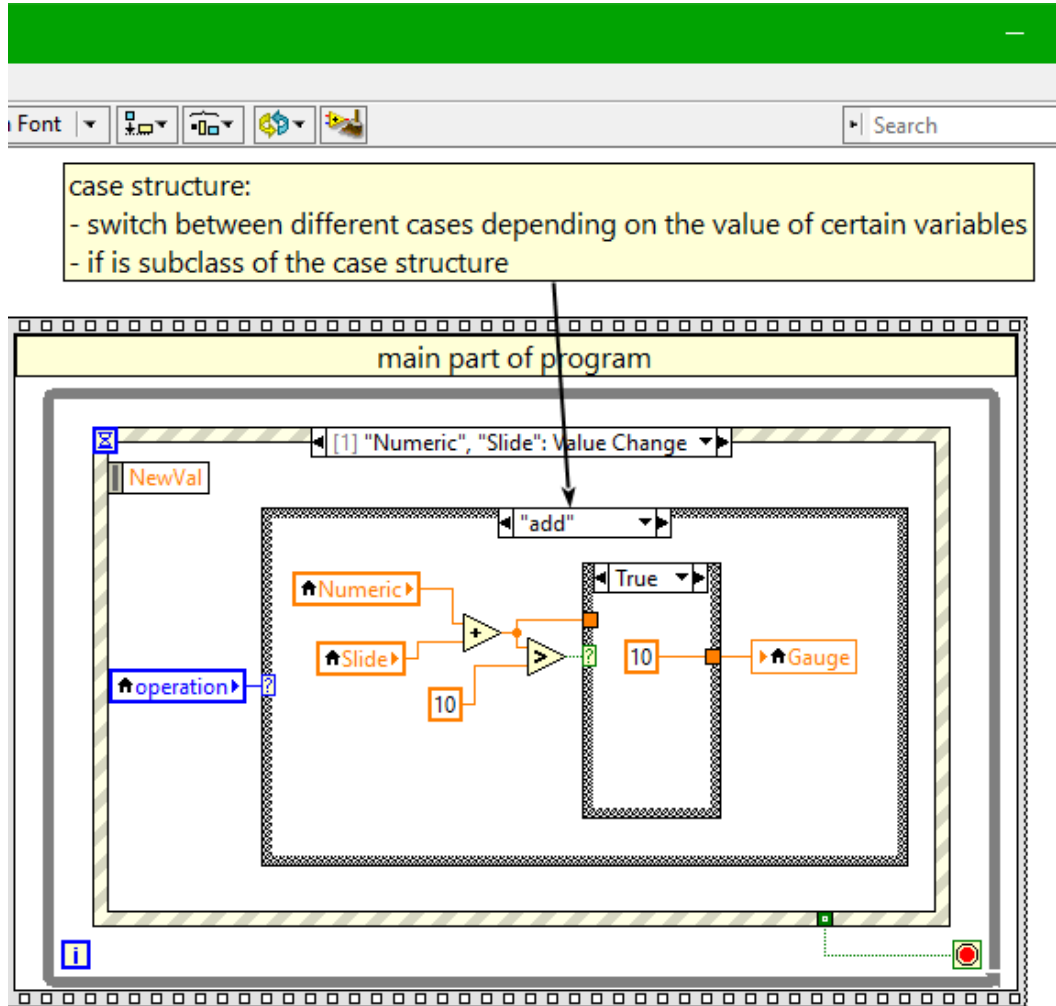 Font
Search
case structure:
- switch between different cases depending on the value of certain variables
- if is subclass of the case structure
main part of program
[1] "Numeric", "Slide": Value Change
NewVal
"add"
True
Numeric
+
Slide
>
?
10
Gauge
operation
?
10
i